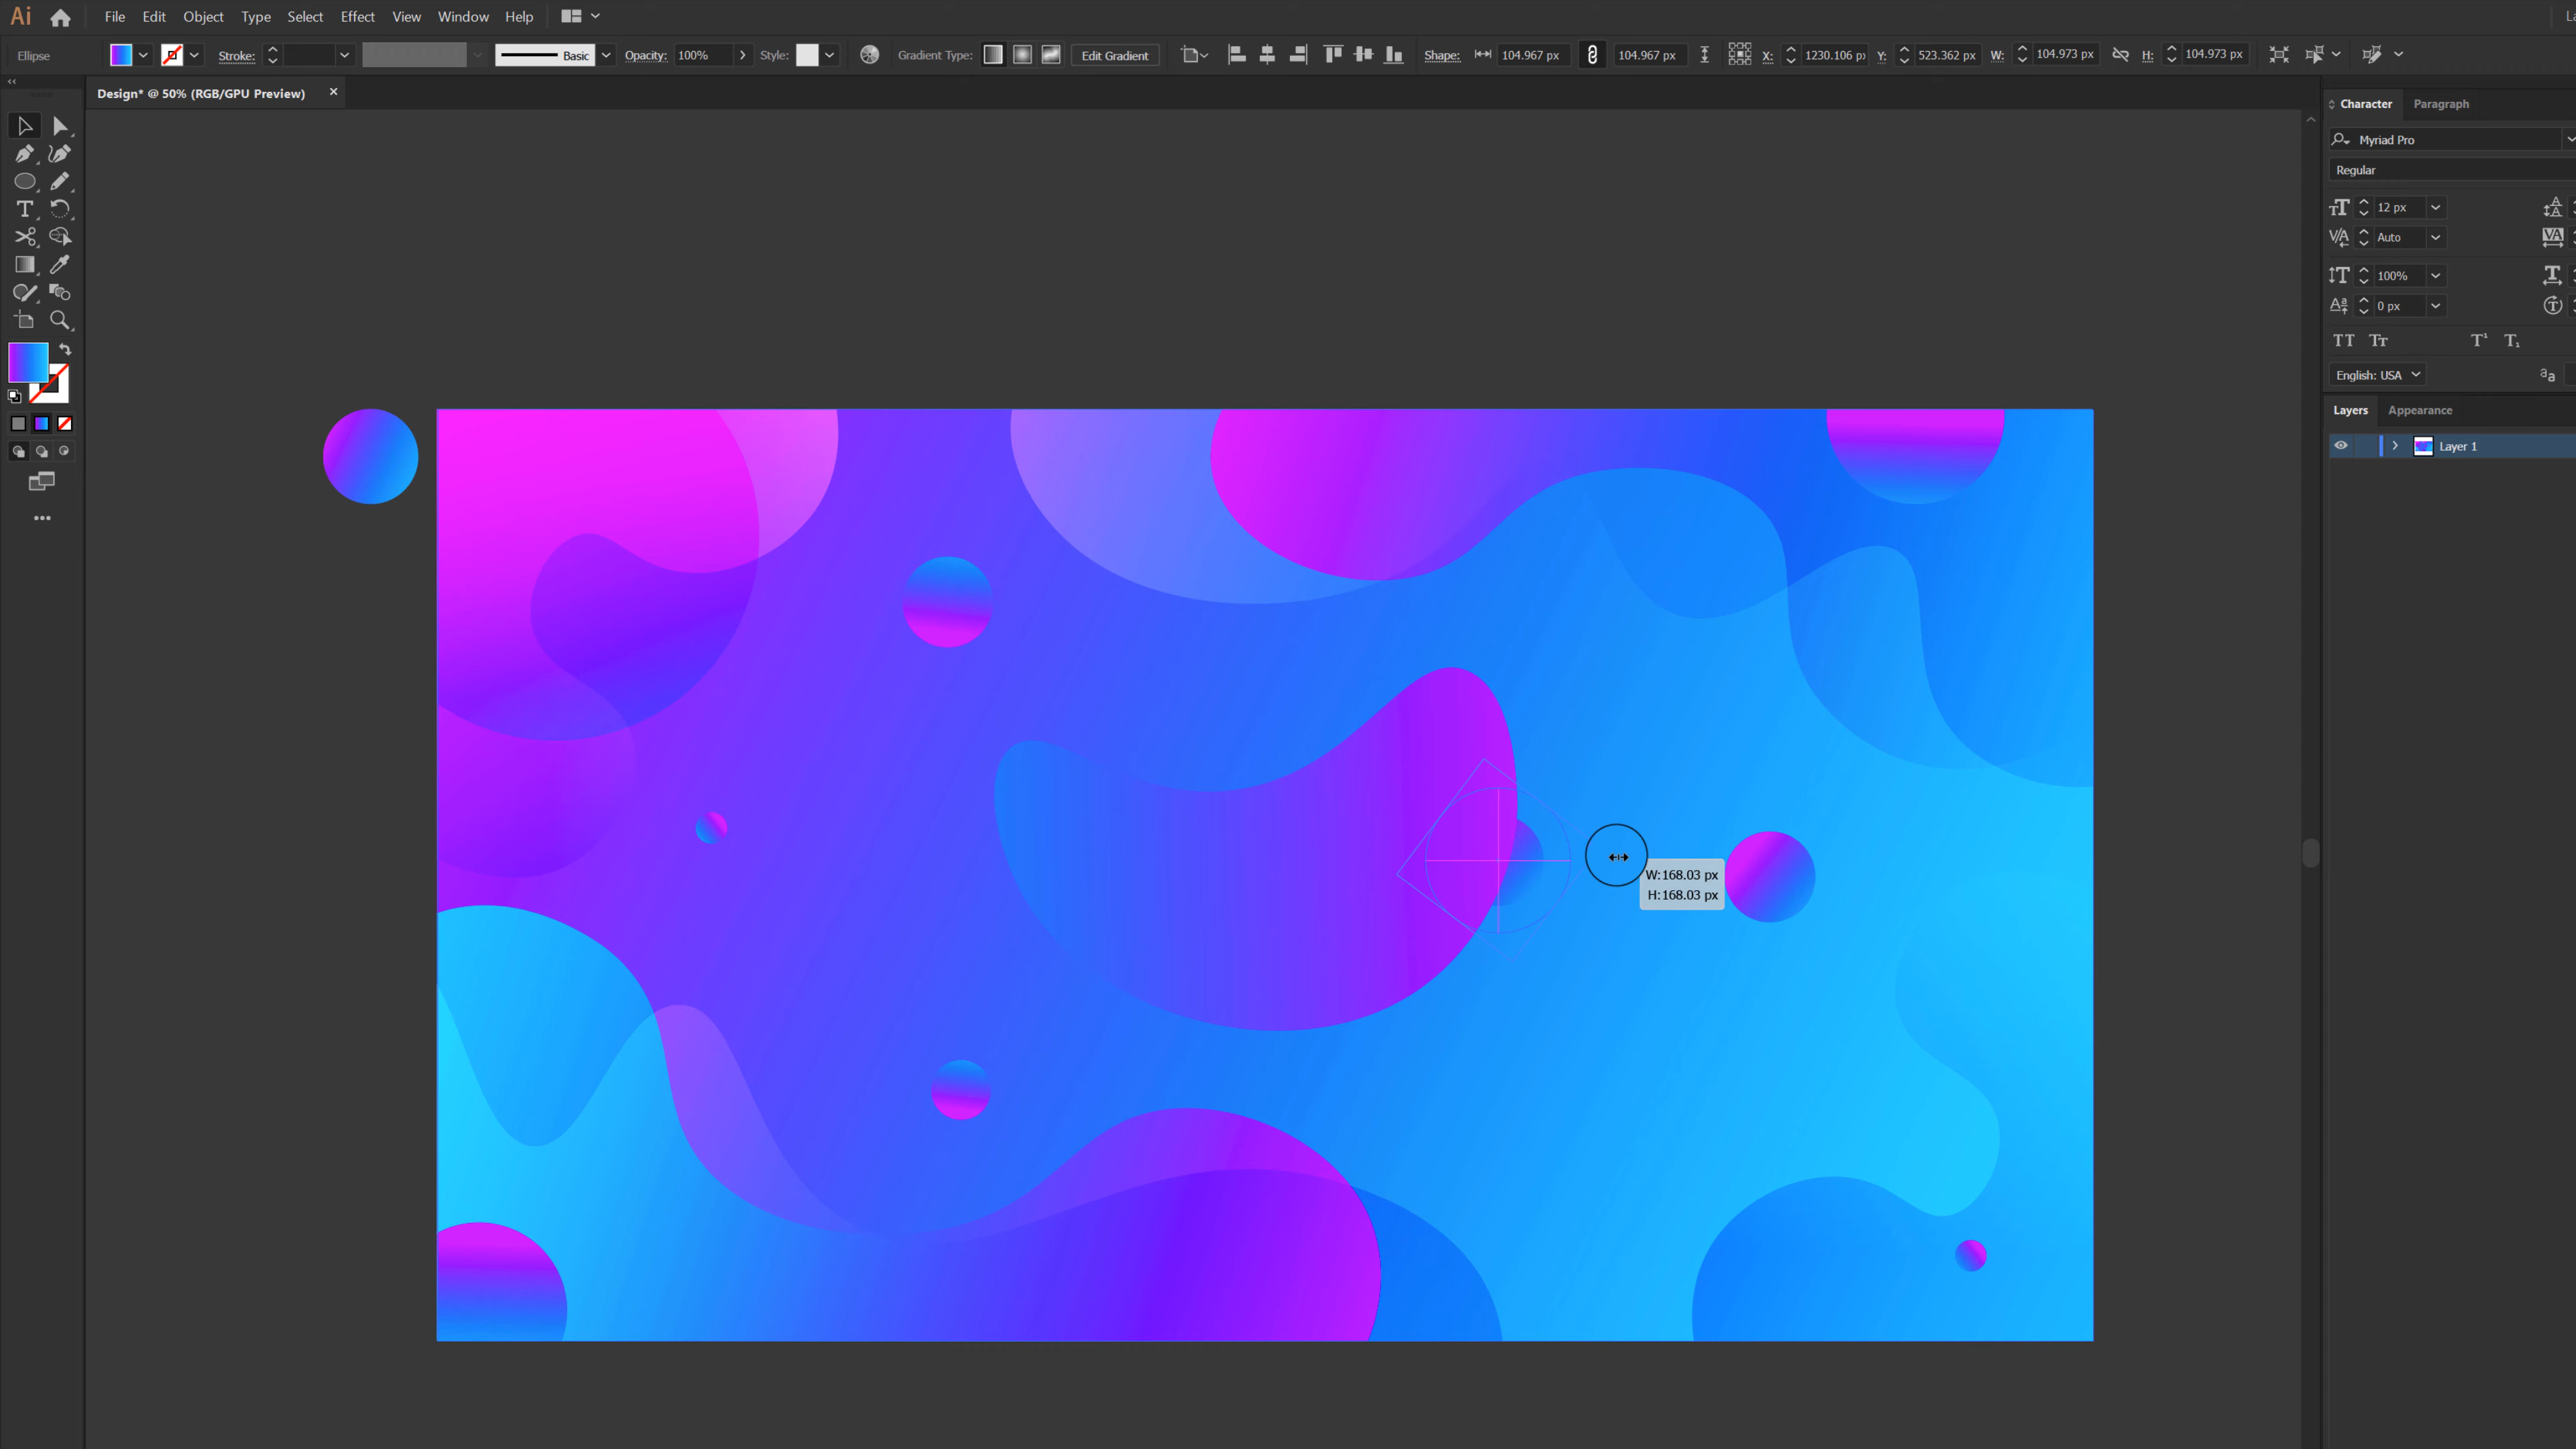 Ai File Edit Object Type Select Effect View Window Help
Ellipse Stroke: Basic Opacity: 100% Style: Gradient Type: Edit Gradient Shape: 104.967 px 104.967 px X: 1230.106 p Y: 523.362 px W: 104.973 px H: 104.973 px
Design* @ 50% (RGB/GPU Preview)
Character Paragraph
Myriad Pro
Regular
12 px
Auto
100%
0 px
English: USA
Layers Appearance
Layer 1
W:168.03 px
H:168.03 px